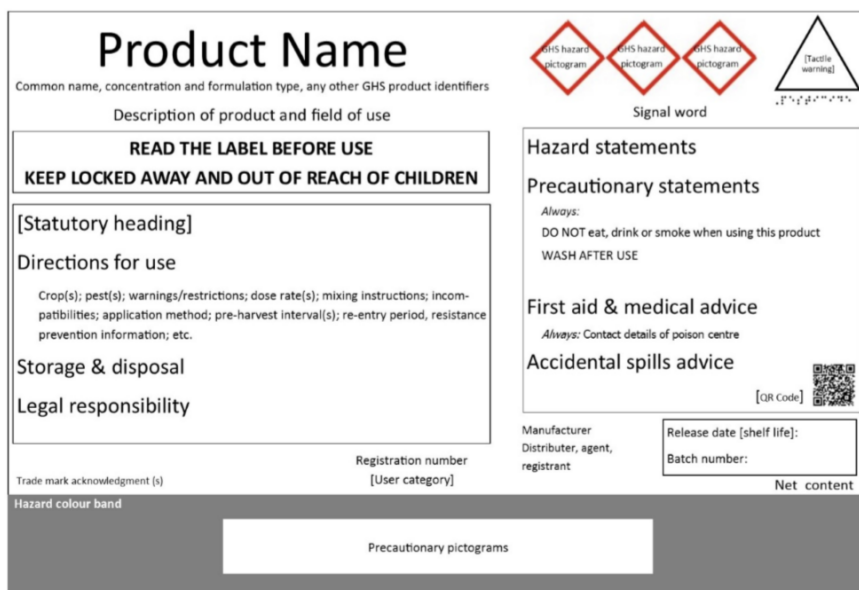 Product Name
Common name, concentration and formulation type, any other GHS product identifiers
Description of product and field of use
READ THE LABEL BEFORE USE
KEEP LOCKED AWAY AND OUT OF REACH OF CHILDREN
[Statutory heading]
Directions for use
Crop(s); pest(s); warnings/restrictions; dose rate(s); mixing instructions; incom-
patibilities; application method; pre-harvest interval(s); re-entry period, resistance
prevention information; etc.
Storage & disposal
Legal responsibility
Registration number
[User category]
Trade mark acknowledgment (s)
GHS hazard
pictogram
GHS hazard
pictogram
GHS hazard
pictogram
[Tactile
warning]
Signal word
Hazard statements
Precautionary statements
Always:
DO NOT eat, drink or smoke when using this product
WASH AFTER USE
First aid & medical advice
Always: Contact details of poison centre
Accidental spills advice
[QR Code]
Manufacturer
Distributer, agent,
registrant
Release date [shelf life]:
Batch number:
Net content
Hazard colour band
Precautionary pictograms